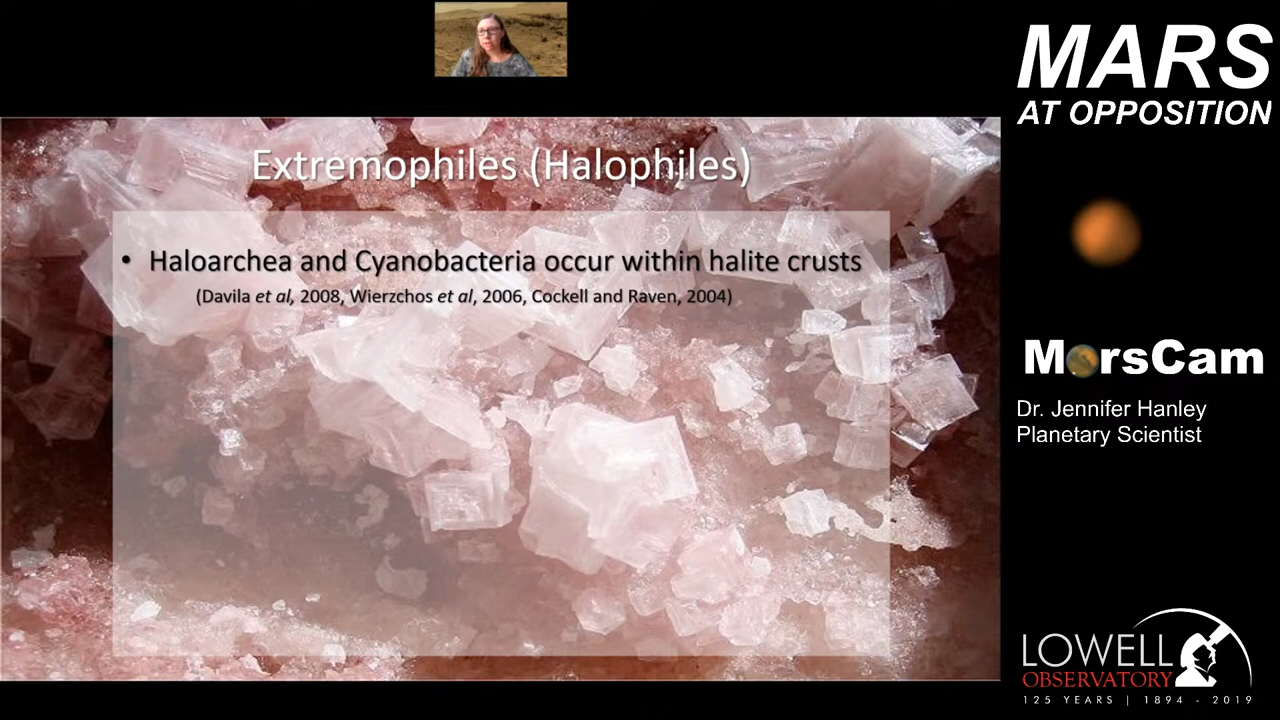 MARS
AT OPPOSITION
Extremophiles (Halophiles)
• Haloarchea and Cyanobacteria occur within halite crusts
(Davila et al, 2008, Wierzchos et al, 2006, Cockell and Raven, 2004)
MarsCam
Dr. Jennifer Hanley
Planetary Scientist
LOWELL
OBSERVATORY
125 YEARS | 1894 - 2019